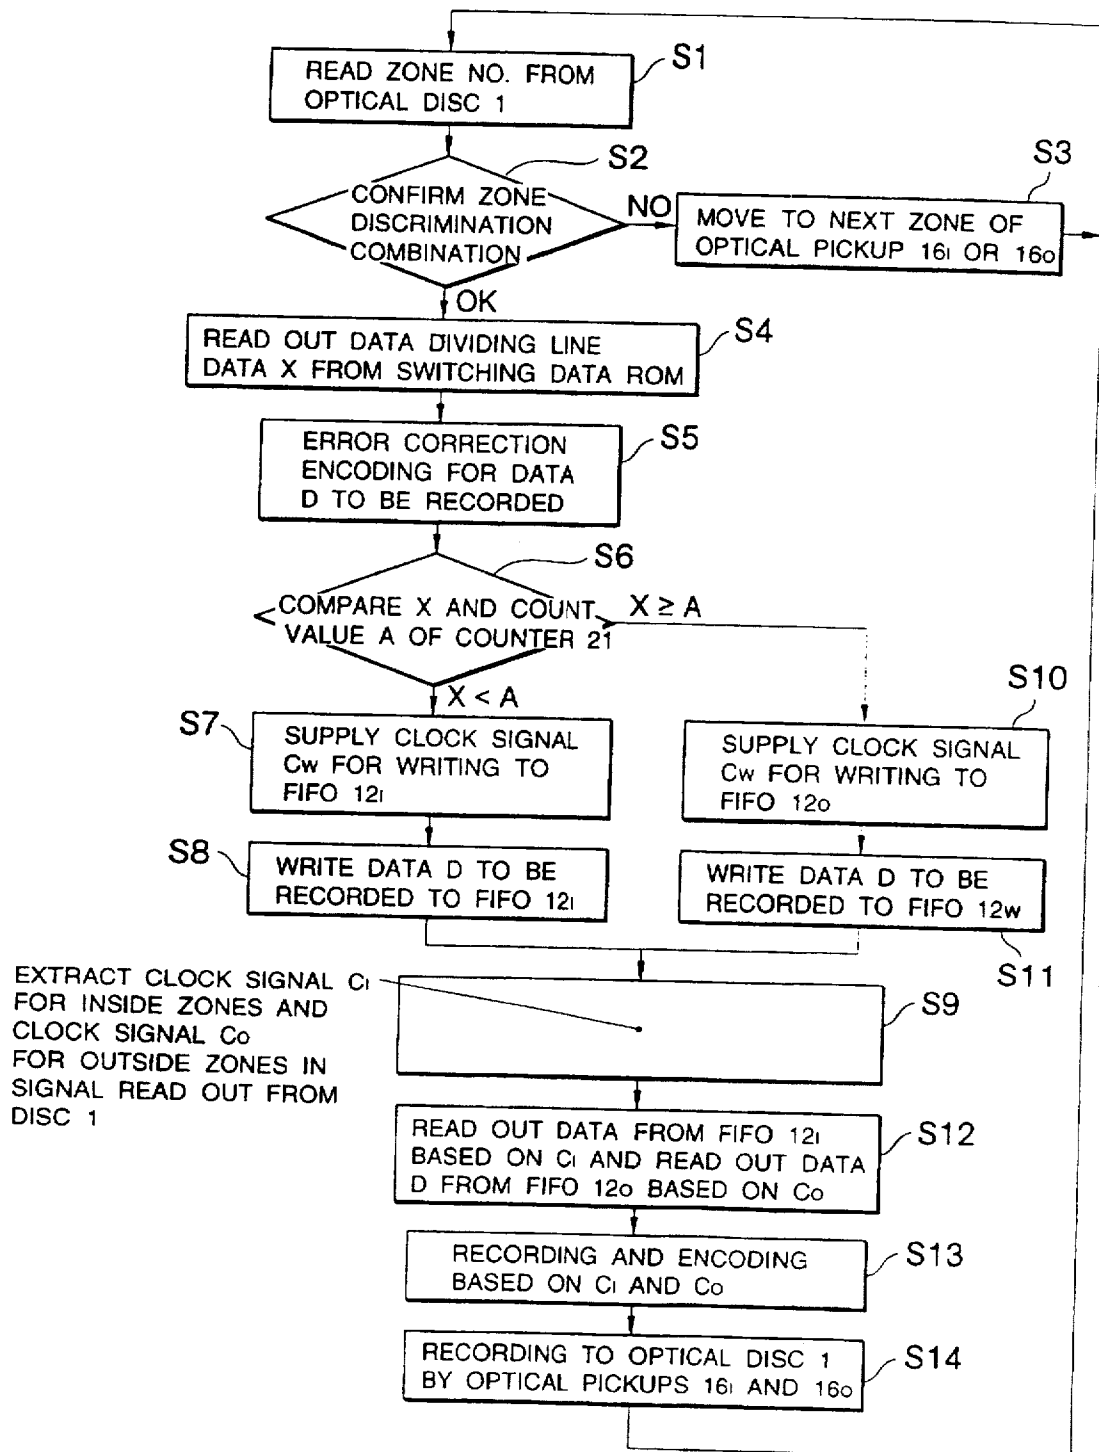 S1
READ ZONE NO. FROM
OPTICAL DISC 1
S2
CONFIRM ZONE
DISCRIMINATION
COMBINATION
NO
S3
MOVE TO NEXT ZONE OF
OPTICAL PICKUP 16I OR 16O
OK
S4
READ OUT DATA DIVIDING LINE
DATA X FROM SWITCHING DATA ROM
S5
ERROR CORRECTION
ENCODING FOR DATA
D TO BE RECORDED
S6
COMPARE X AND COUNT
VALUE A OF COUNTER 21
X ≥ A
X < A
S7
SUPPLY CLOCK SIGNAL
CW FOR WRITING TO
FIFO 12I
S10
SUPPLY CLOCK SIGNAL
CW FOR WRITING TO
FIFO 12O
S8
WRITE DATA D TO BE
RECORDED TO FIFO 12I
WRITE DATA D TO BE
RECORDED TO FIFO 12W
S11
EXTRACT CLOCK SIGNAL CI
FOR INSIDE ZONES AND
CLOCK SIGNAL CO
FOR OUTSIDE ZONES IN
SIGNAL READ OUT FROM
DISC 1
S9
READ OUT DATA FROM FIFO 12I
BASED ON CI AND READ OUT DATA
D FROM FIFO 12O BASED ON CO
S12
RECORDING AND ENCODING
BASED ON CI AND CO
S13
RECORDING TO OPTICAL DISC 1
BY OPTICAL PICKUPS 16I AND 16O
S14